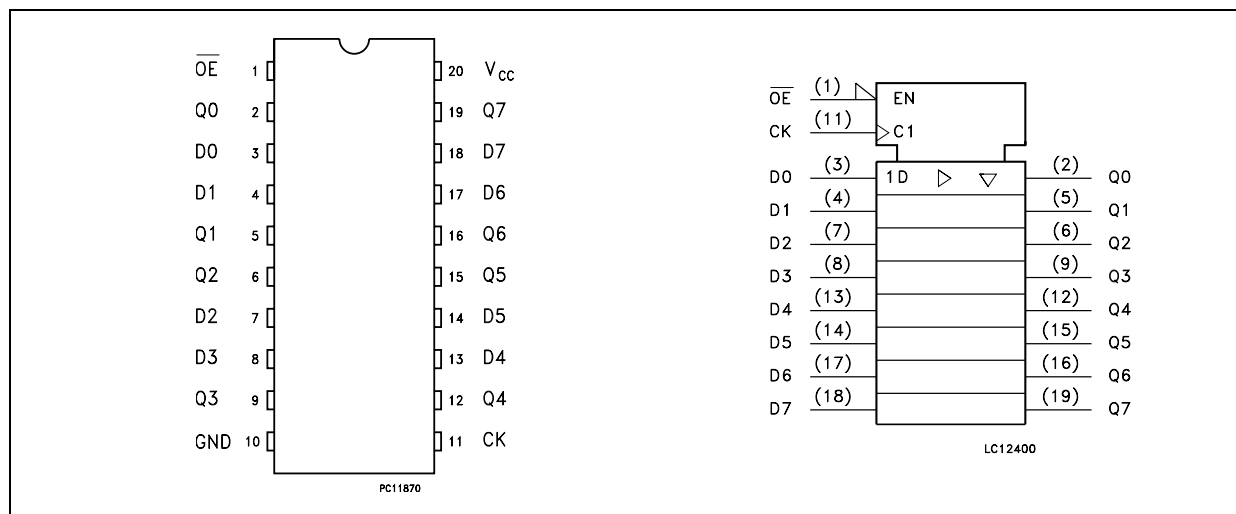 O̅E̅ 1 20 VCC
Q0 2 19 Q7
D0 3 18 D7
D1 4 17 D6
Q1 5 16 Q6
Q2 6 15 Q5
D2 7 14 D5
D3 8 13 D4
Q3 9 12 Q4
GND 10 11 CK
PC11870
O̅E̅ (1) EN
CK (11) C1
D0 (3) 1D (2) Q0
D1 (4) (5) Q1
D2 (7) (6) Q2
D3 (8) (9) Q3
D4 (13) (12) Q4
D5 (14) (15) Q5
D6 (17) (16) Q6
D7 (18) (19) Q7
LC12400